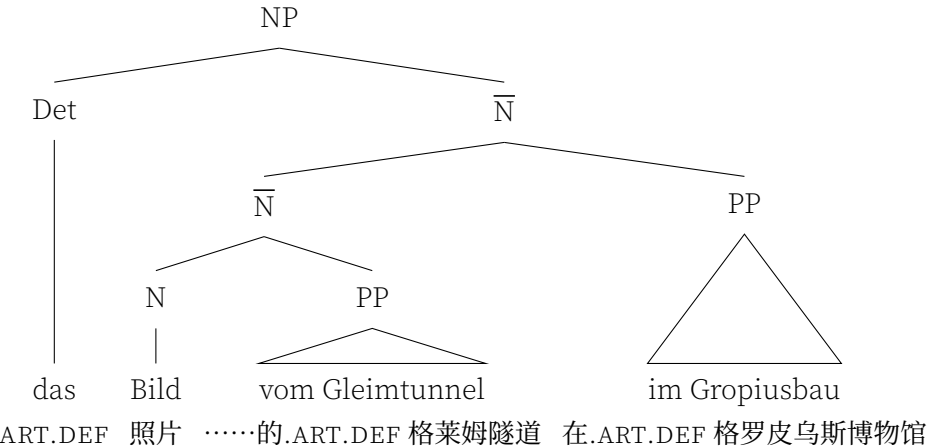 NP
Det N̅
N̅ PP
N PP
das Bild vom Gleimtunnel im Gropiusbau
ART.DEF 照片 ……的.ART.DEF 格莱姆隧道 在.ART.DEF 格罗皮乌斯博物馆